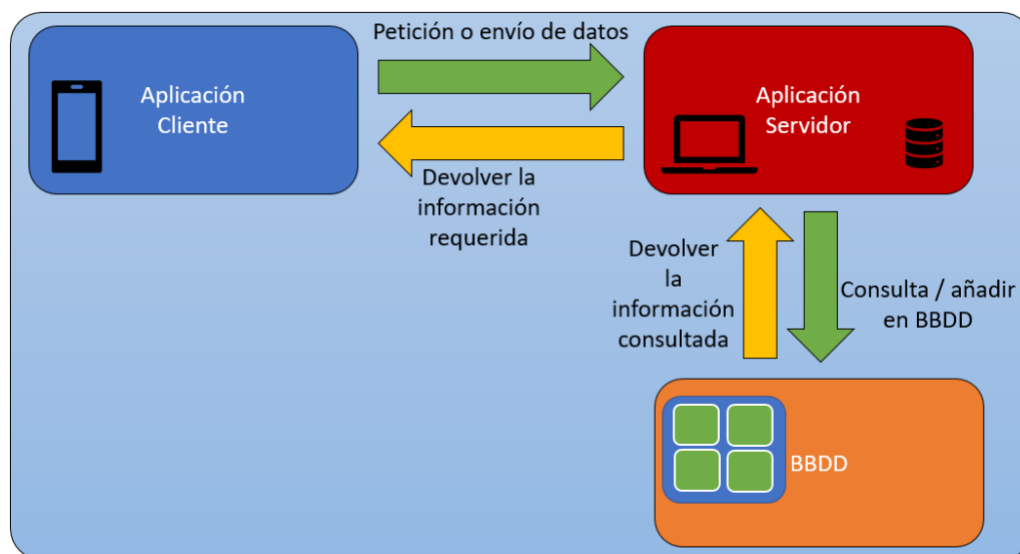 Petición o envío de datos
Aplicación
Cliente
Aplicación
Servidor
Devolver la
información
requerida
Devolver
la
información
consultada
Consulta / añadir
en BBDD
BBDD